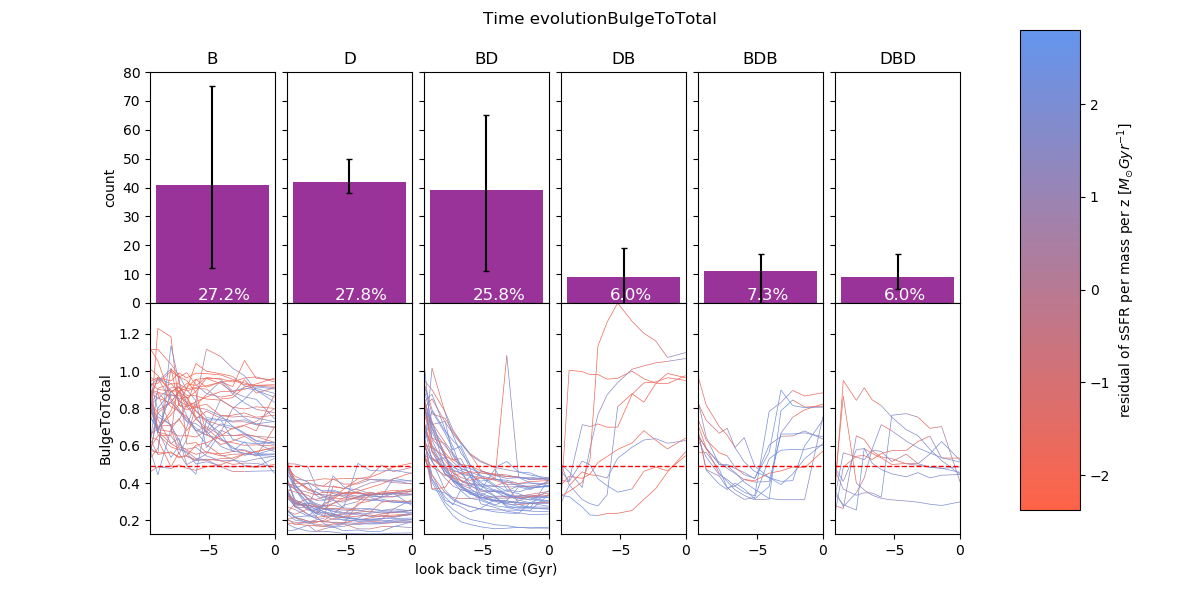 Time evolutionBulgeToTotal
B D BD DB BDB DBD
80
70
60
50
40
30
20
10
0
count
27.2% 27.8% 25.8% 6.0% 7.3% 6.0%
1.2
1.0
0.8
0.6
0.4
0.2
BulgeToTotal
−5 0 −5 0 −5 0 −5 0 −5 0 −5 0
look back time (Gyr)
2
1
0
−1
−2
residual of sSFR per mass per z [M⊙Gyr⁻¹]